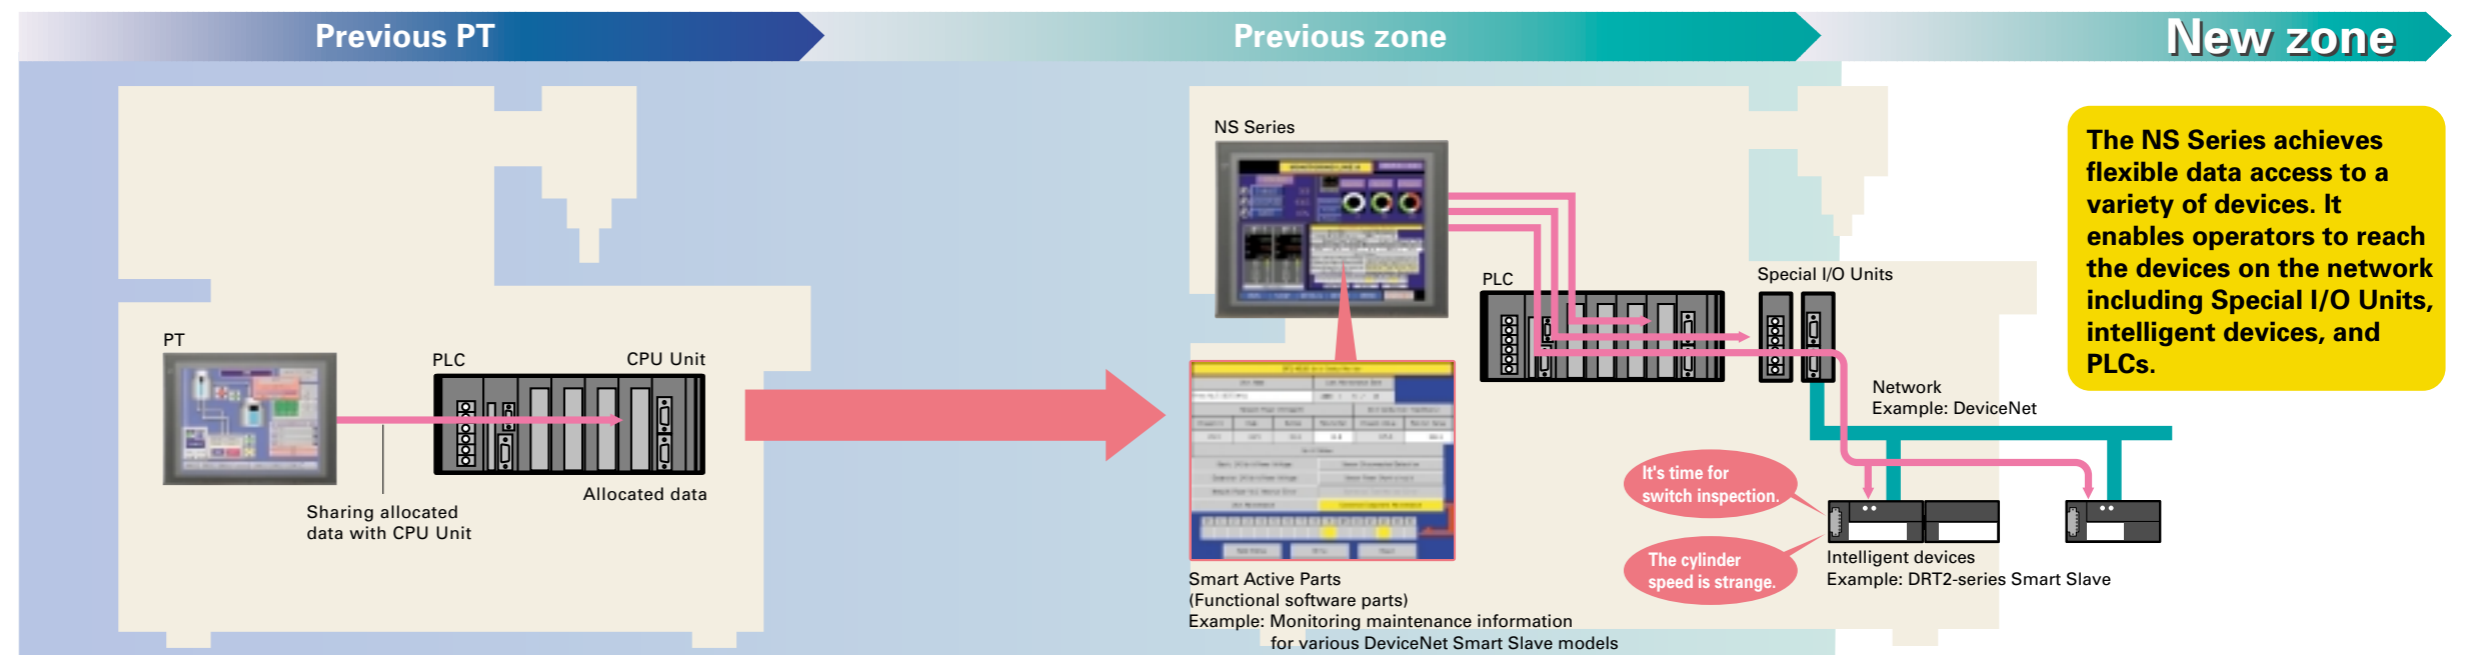 Previous PT
Previous zone
New zone
PT
PLC
CPU Unit
Allocated data
Sharing allocated
data with CPU Unit
NS Series
PLC
Special I/O Units
Smart Active Parts
(Functional software parts)
Example: Monitoring maintenance information
for various DeviceNet Smart Slave models
Network
Example: DeviceNet
It's time for
switch inspection.
The cylinder
speed is strange.
Intelligent devices
Example: DRT2-series Smart Slave
The NS Series achieves
flexible data access to a
variety of devices. It
enables operators to reach
the devices on the network
including Special I/O Units,
intelligent devices, and
PLCs.